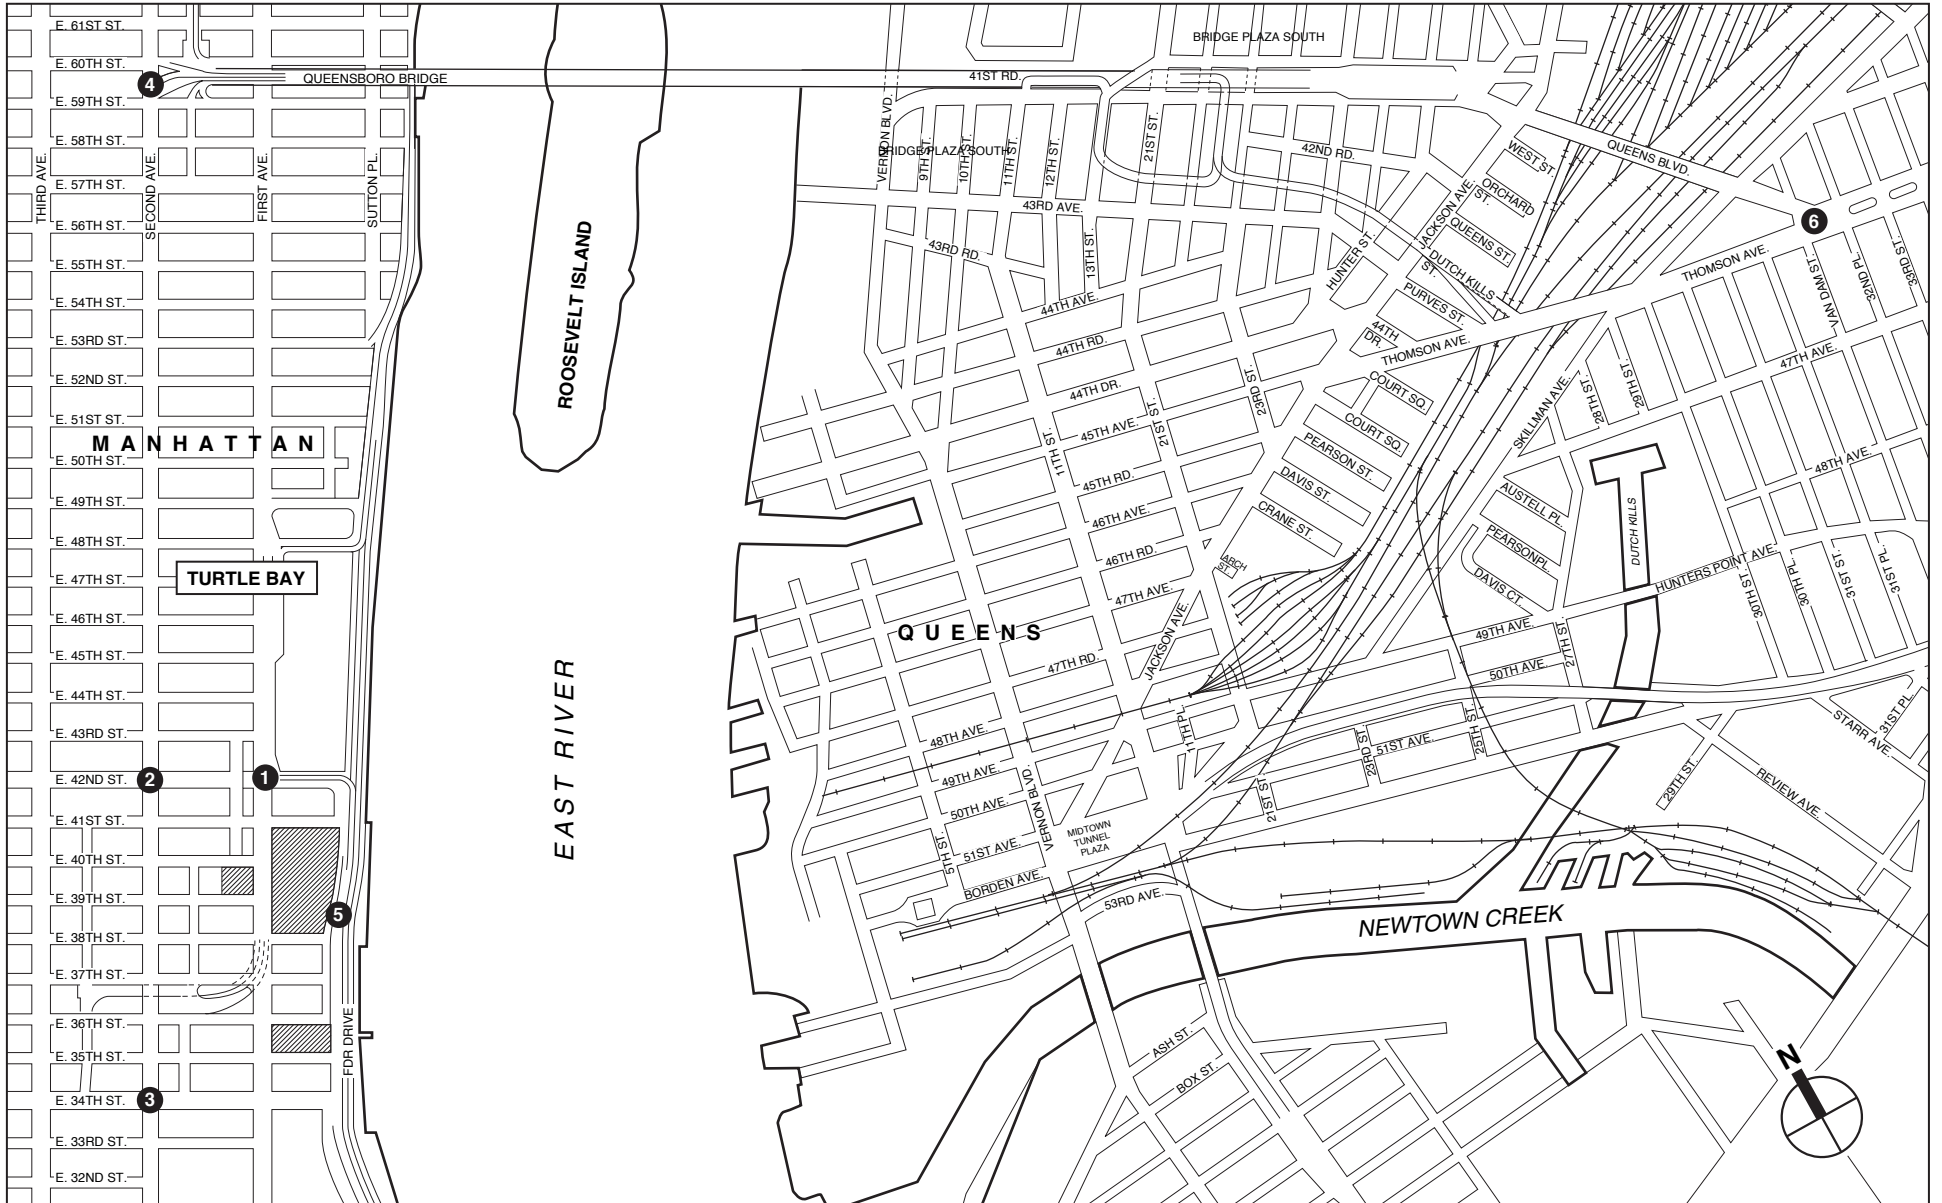 E. 61ST ST.
E. 60TH ST.
4
E. 59TH ST.
E. 58TH ST.
E. 57TH ST.
E. 56TH ST.
E. 55TH ST.
E. 54TH ST.
E. 53RD ST.
E. 52ND ST.
E. 51ST ST.
MANHATTAN
E. 50TH ST.
E. 49TH ST.
E. 48TH ST.
TURTLE BAY
E. 47TH ST.
E. 46TH ST.
E. 45TH ST.
E. 44TH ST.
E. 43RD ST.
E. 42ND ST.
2
1
E. 41ST ST.
E. 40TH ST.
E. 39TH ST.
5
E. 38TH ST.
E. 37TH ST.
E. 36TH ST.
E. 35TH ST.
E. 34TH ST.
3
E. 33RD ST.
E. 32ND ST.
THIRD AVE.
SECOND AVE.
FIRST AVE.
SUTTON PL.
FDR DRIVE
QUEENSBORO BRIDGE
ROOSEVELT ISLAND
EAST RIVER
41ST RD.
BRIDGE PLAZA SOUTH
VERNON BLVD.
BRIDGE PLAZA SOUTH
9TH ST.
10TH ST.
11TH ST.
12TH ST.
21ST ST.
42ND RD.
43RD AVE.
43RD RD.
13TH ST.
HUNTER ST.
JACKSON AVE.
WEST ST.
ORCHARD
ST.
QUEENS ST.
DUTCH KILLS
ST.
PURVES ST.
44TH
DR.
THOMSON AVE.
QUEENS BLVD.
6
THOMSON AVE.
VAN DAM ST.
32ND PL.
33RD ST.
47TH AVE.
44TH AVE.
44TH RD.
44TH DR.
45TH AVE.
45TH RD.
46TH AVE.
46TH RD.
47TH AVE.
47TH RD.
11TH ST.
21ST ST.
23RD ST.
COURT SQ.
COURT SQ.
PEARSON ST.
DAVIS ST.
CRANE ST.
ARCH
ST.
SKILLMAN AVE.
28TH ST.
29TH ST.
AUSTELL PL.
PEARSONPL.
DAVIS CT.
DUTCH KILLS
48TH AVE.
HUNTERS POINT AVE.
30TH ST.
30TH PL.
31ST ST.
31ST PL.
QUEENS
JACKSON AVE.
49TH AVE.
50TH AVE.
27TH ST.
48TH AVE.
49TH AVE.
50TH AVE.
51ST AVE.
BORDEN AVE.
5TH ST.
VERNON BLVD.
11TH PL.
MIDTOWN
TUNNEL
PLAZA
21ST ST.
23RD ST.
51ST AVE.
25TH ST.
53RD AVE.
29TH ST.
REVIEW AVE.
STARR AVE.
31ST PL.
NEWTOWN CREEK
ASH ST.
BOX ST.
N